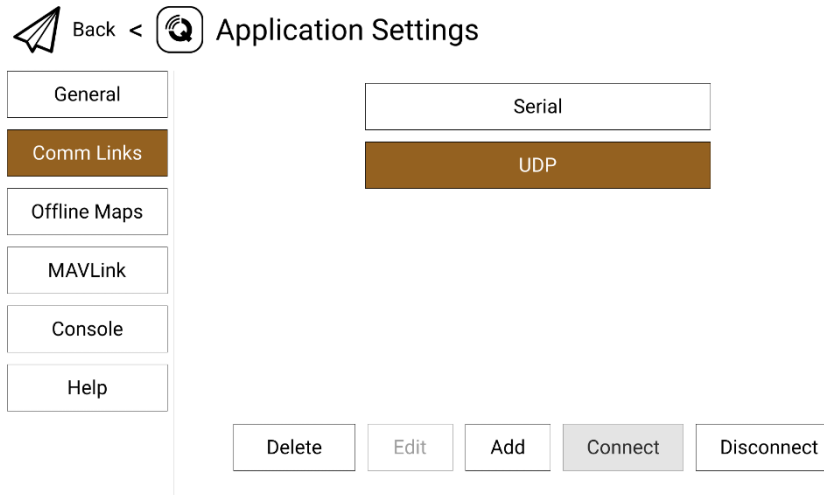 Back < Application Settings
General
Comm Links
Offline Maps
MAVLink
Console
Help
Serial
UDP
Delete Edit Add Connect Disconnect